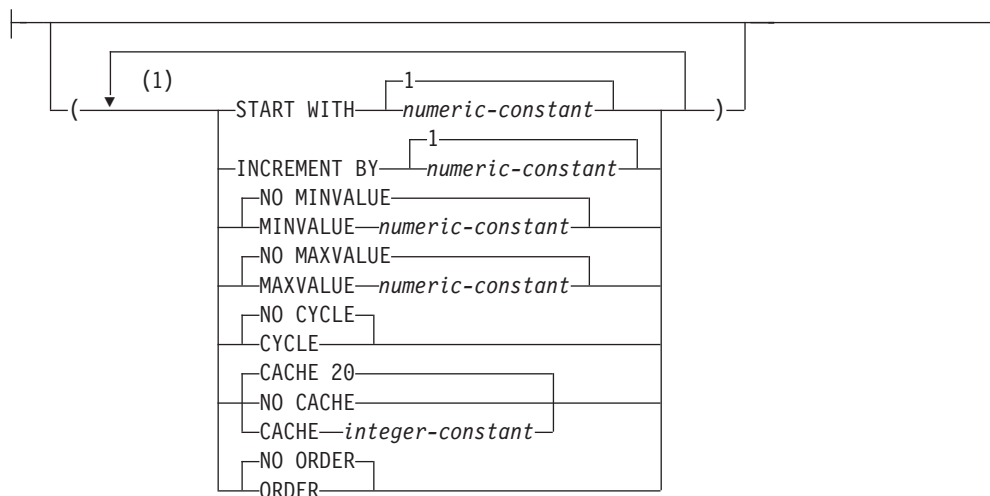 (1)
1
( START WITH numeric-constant )
1
INCREMENT BY numeric-constant
NO MINVALUE
MINVALUE numeric-constant
NO MAXVALUE
MAXVALUE numeric-constant
NO CYCLE
CYCLE
CACHE 20
NO CACHE
CACHE integer-constant
NO ORDER
ORDER